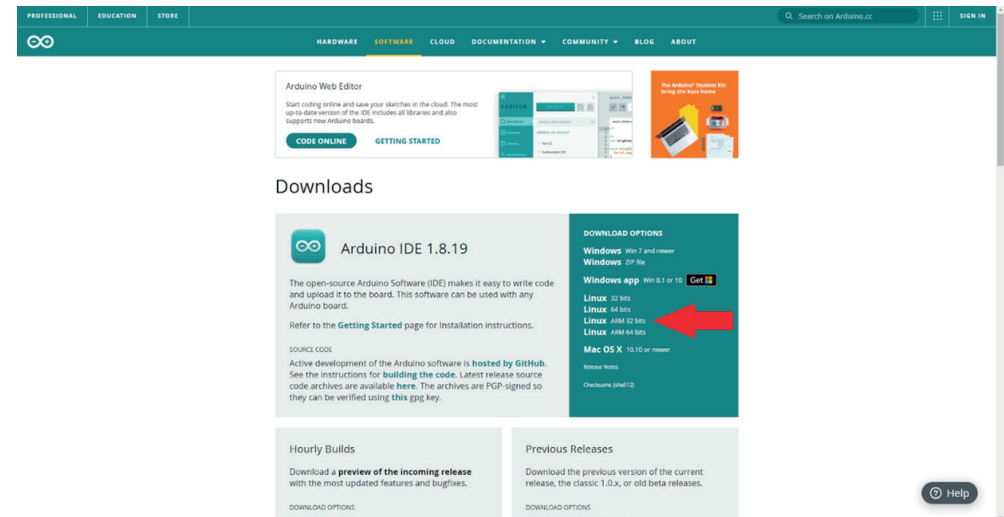 PROFESSIONAL EDUCATION STORE
Search on Arduino.cc
SIGN IN
HARDWARE SOFTWARE CLOUD DOCUMENTATION COMMUNITY BLOG ABOUT
Arduino Web Editor
Start coding online and save your sketches in the cloud. The most
up-to-date version of the IDE includes all libraries and also
supports new Arduino boards.
CODE ONLINE GETTING STARTED
The Arduino® Student Kit:
bring the buzz home
Downloads
Arduino IDE 1.8.19
The open-source Arduino Software (IDE) makes it easy to write code
and upload it to the board. This software can be used with any
Arduino board.
Refer to the Getting Started page for installation instructions.
SOURCE CODE
Active development of the Arduino software is hosted by GitHub.
See the instructions for building the code. Latest release source
code archives are available here. The archives are PGP-signed so
they can be verified using this gpg key.
DOWNLOAD OPTIONS
Windows Win 7 and newer
Windows ZIP file
Windows app Win 8.1 or 10 Get
Linux 32 bits
Linux 64 bits
Linux ARM 32 bits
Linux ARM 64 bits
Mac OS X 10.10 or newer
Release Notes
Checksums (sha512)
Hourly Builds
Download a preview of the incoming release
with the most updated features and bugfixes.
DOWNLOAD OPTIONS
Previous Releases
Download the previous version of the current
release, the classic 1.0.x, or old beta releases.
DOWNLOAD OPTIONS
Help